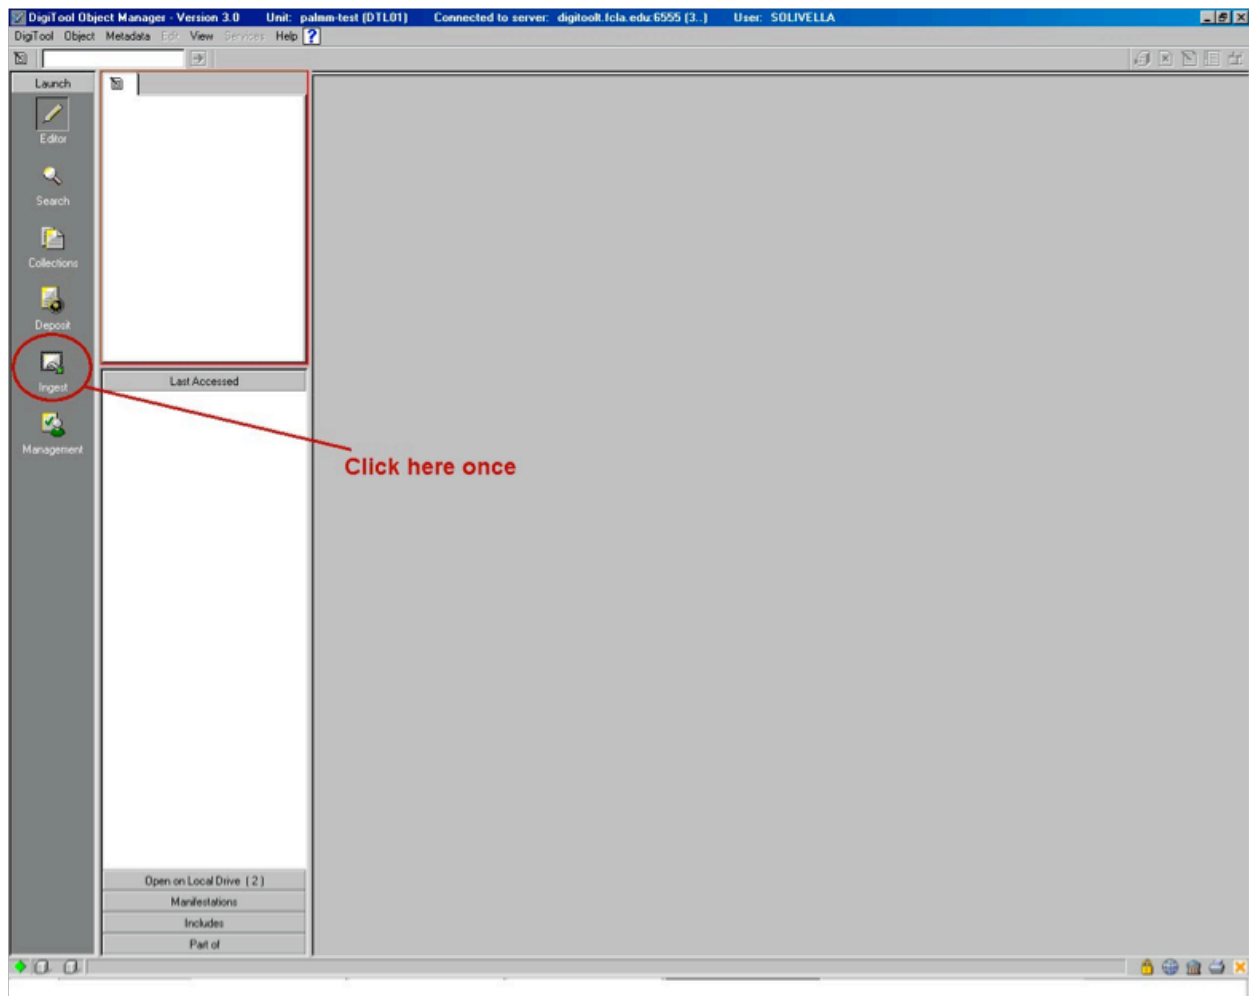 DigiTool Object Manager - Version 3.0 Unit: palmm-test (DTL01) Connected to server: digitoolt.fcla.edu:6555 (3..) User: SOLIVELLA
DigiTool Object Metadata Edit View Services Help ?
Launch
Editor
Search
Collections
Deposit
Ingest
Management
Last Accessed
Click here once
Open on Local Drive ( 2 )
Manifestations
Includes
Part of